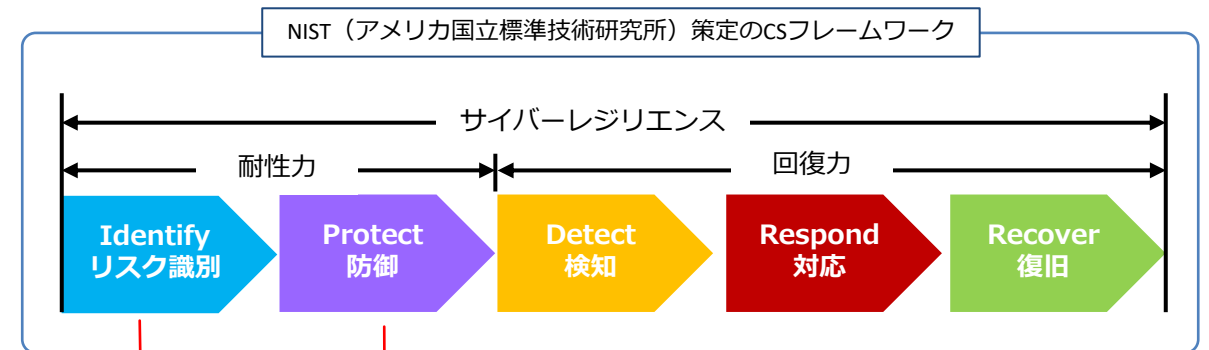 NIST（アメリカ国立標準技術研究所）策定のCSフレームワーク
サイバーレジリエンス
耐性力
回復力
Identify
リスク識別
Protect
防御
Detect
検知
Respond
対応
Recover
復旧